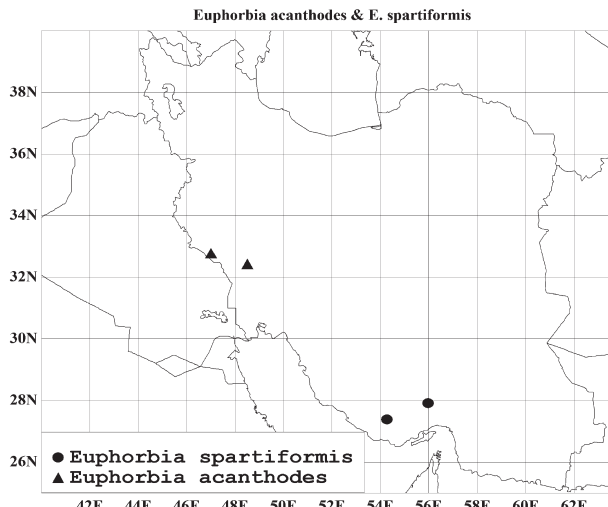 Euphorbia acanthodes & E. spartiformis
38N
36N
34N
32N
30N
28N
26N
● Euphorbia spartiformis
▲ Euphorbia acanthodes
42E 44E 46E 48E 50E 52E 54E 56E 58E 60E 62E